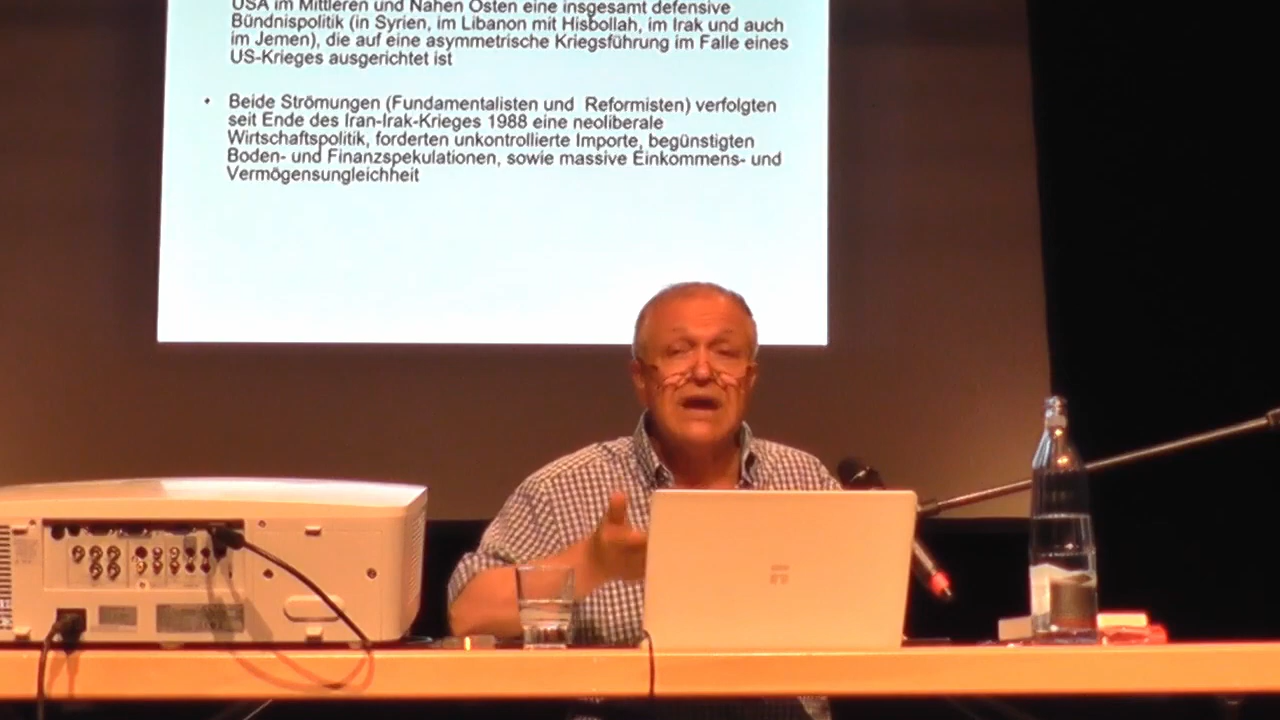 USA im Mittleren und Nahen Osten eine insgesamt defensive
Bündnispolitik (in Syrien, im Libanon mit Hisbollah, im Irak und auch
im Jemen), die auf eine asymmetrische Kriegsführung im Falle eines
US-Krieges ausgerichtet ist
• Beide Strömungen (Fundamentalisten und Reformisten) verfolgten
seit Ende des Iran-Irak-Krieges 1988 eine neoliberale
Wirtschaftspolitik, forderten unkontrollierte Importe, begünstigten
Boden- und Finanzspekulationen, sowie massive Einkommens- und
Vermögensungleichheit